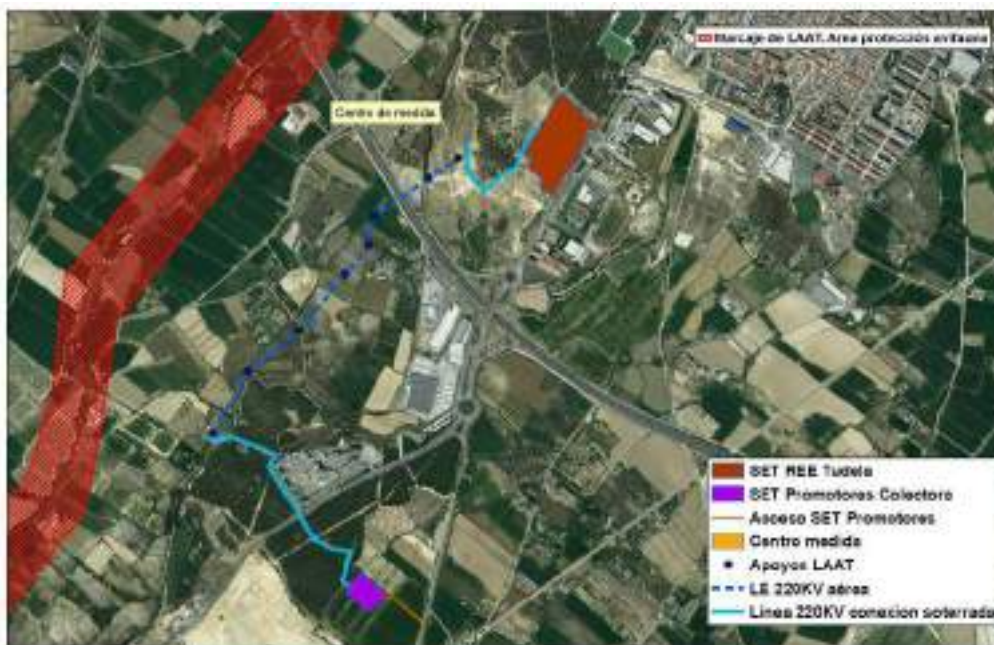 Marcaje de LAAT. Area protección avifauna
Centro de medida
SET REE Tudela
SET Promotores Colectora
Acceso SET Promotores
Centro medida
Apoyos LAAT
LE 220KV aérea
Linea 220KV conexion soterrada